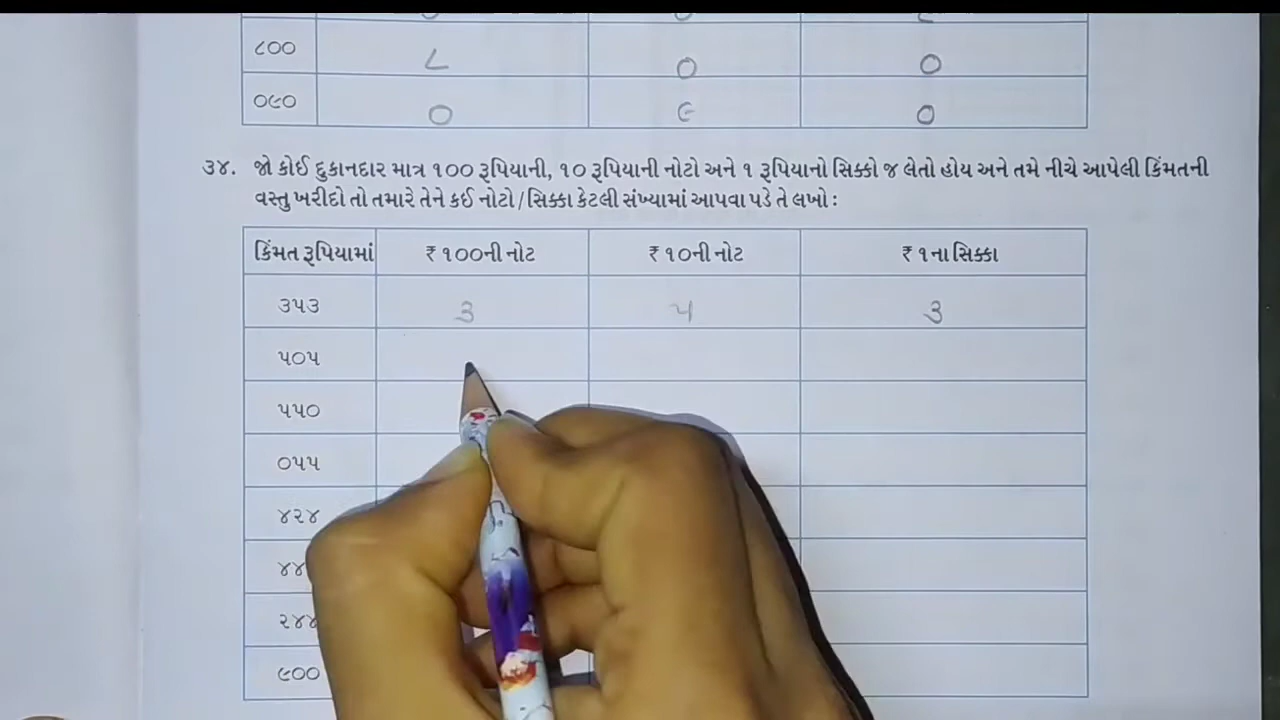 ૮૦૦ ૮ ૦ ૦
૦૯૦ ૦ ૯ ૦
૩૪. જો કોઈ દુકાનદાર માત્ર ૧૦૦ રૂપિયાની, ૧૦ રૂપિયાની નોટો અને ૧ રૂપિયાનો સિક્કો જ લેતો હોય અને તમે નીચે આપેલી કિંમતની
વસ્તુ ખરીદો તો તમારે તેને કઈ નોટો / સિક્કા કેટલી સંખ્યામાં આપવા પડે તે લખો :
કિંમત રૂપિયામાં ₹ ૧૦૦ની નોટ ₹ ૧૦ની નોટ ₹ ૧ના સિક્કા
૩૫૩ ૩ ૫ ૩
૫૦૫
૫૫૦
૦૫૫
૪૨૪
૨૪૪
૯૦૦